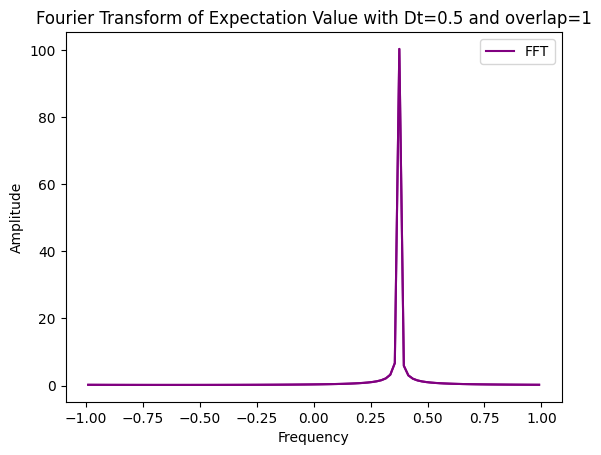 Fourier Transform of Expectation Value with Dt=0.5 and overlap=1
FFT
100
80
60
40
20
0
Amplitude
−1.00 −0.75 −0.50 −0.25 0.00 0.25 0.50 0.75 1.00
Frequency